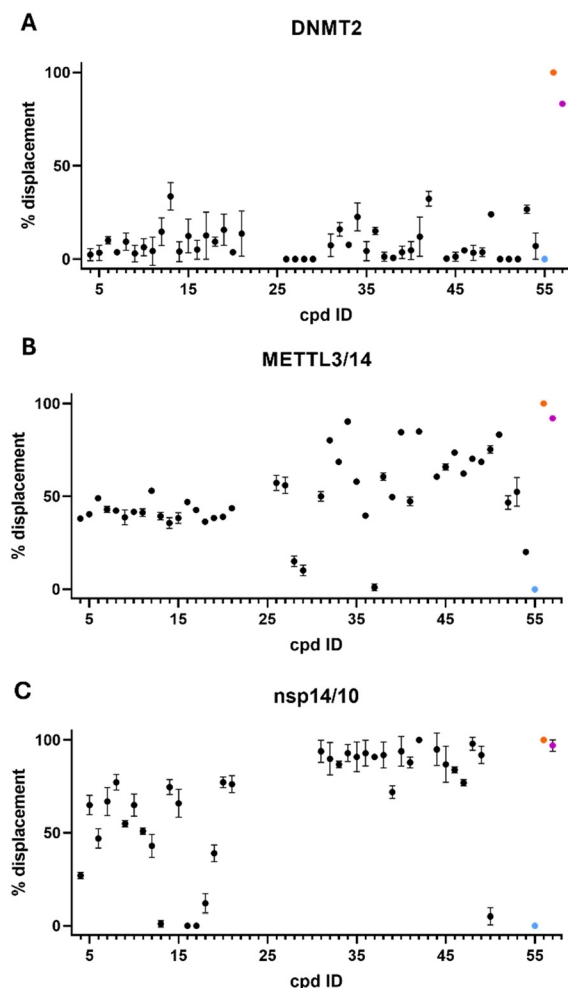 A
DNMT2
% displacement
100
50
0
5 15 25 35 45 55
cpd ID
B
METTL3/14
% displacement
100
50
0
5 15 25 35 45 55
cpd ID
C
nsp14/10
% displacement
100
50
0
5 15 25 35 45 55
cpd ID